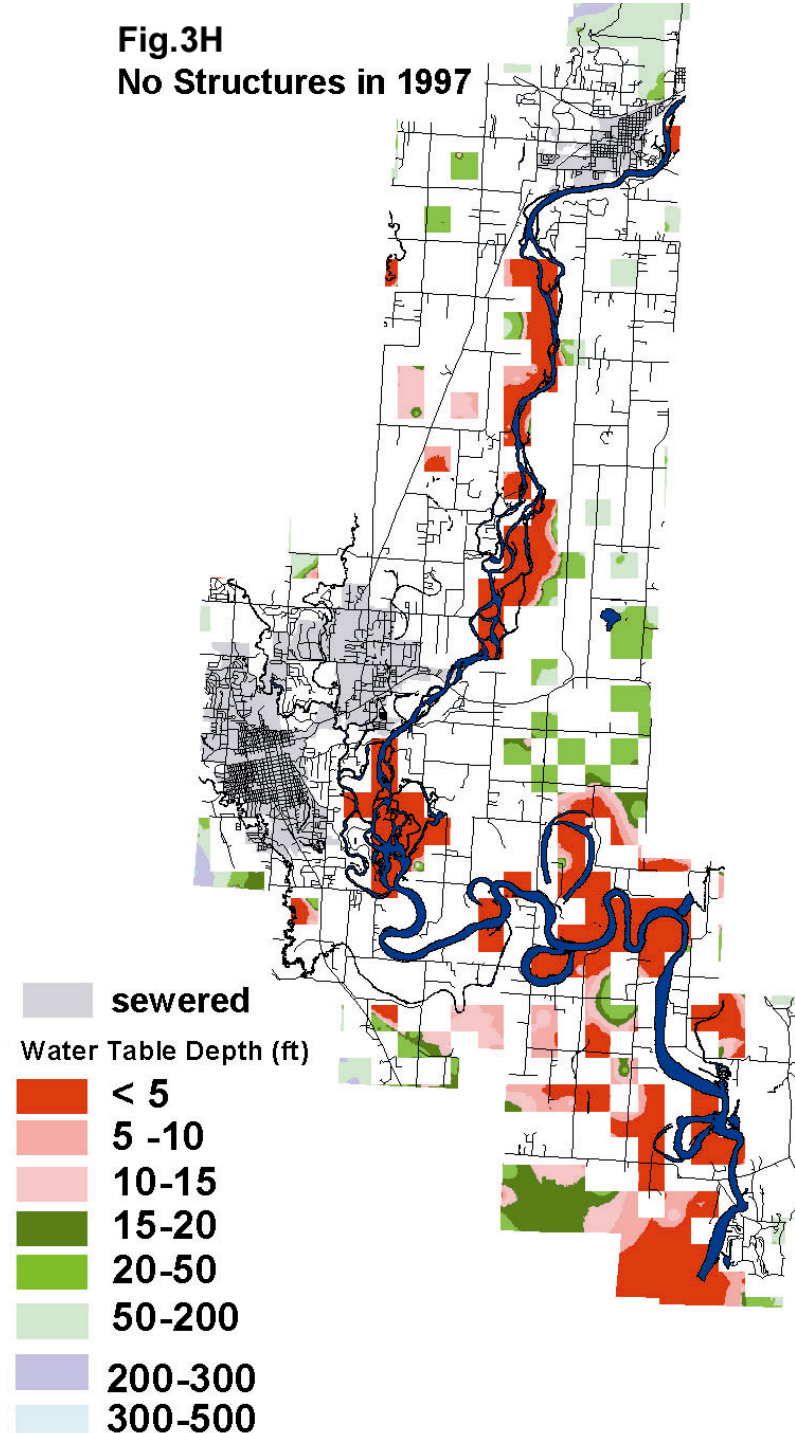 Fig.3H
No Structures in 1997
sewered
Water Table Depth (ft)
< 5
5 -10
10-15
15-20
20-50
50-200
200-300
300-500